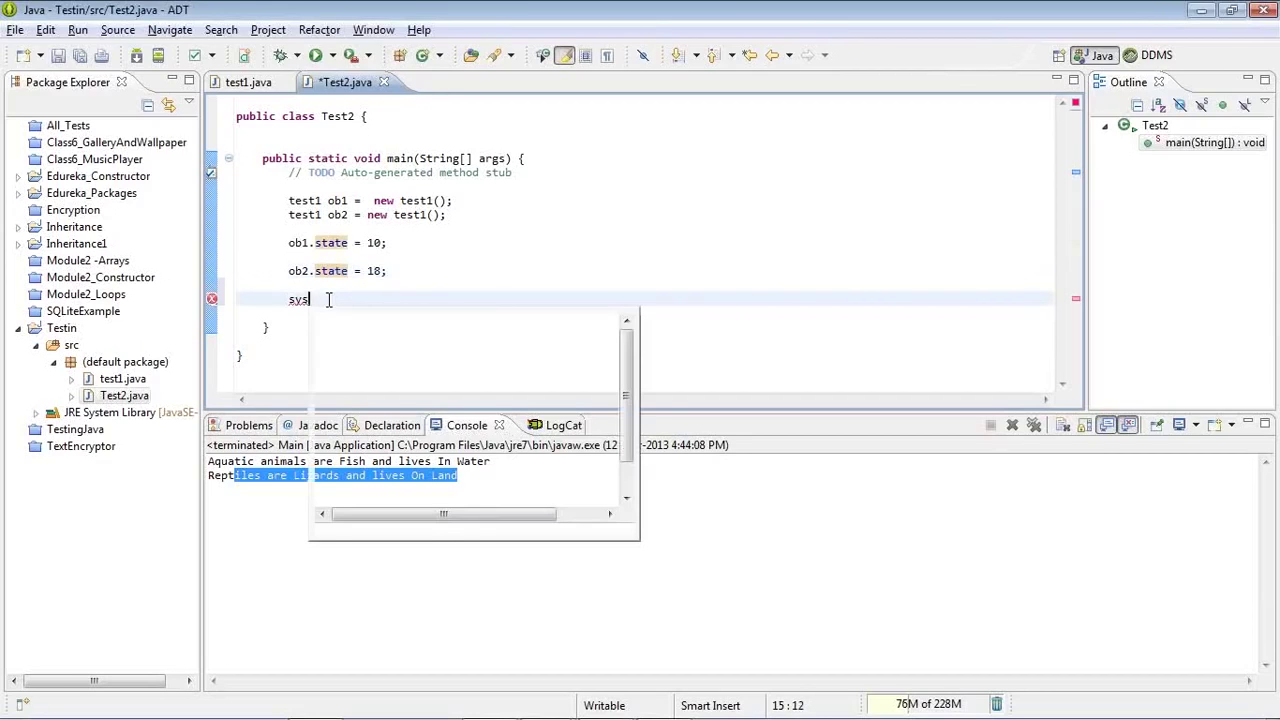 Java - Testin/src/Test2.java - ADT
File Edit Run Source Navigate Search Project Refactor Window Help
Java DDMS
Package Explorer
test1.java
*Test2.java
Outline
All_Tests
Class6_GalleryAndWallpaper
Class6_MusicPlayer
Edureka_Constructor
Edureka_Packages
Encryption
Inheritance
Inheritance1
Module2 -Arrays
Module2_Constructor
Module2_Loops
SQLiteExample
Testin
src
(default package)
test1.java
Test2.java
JRE System Library [JavaSE-
TestingJava
TextEncryptor
public class Test2 {
public static void main(String[] args) {
// TODO Auto-generated method stub
test1 ob1 =  new test1();
test1 ob2 = new test1();
ob1.state = 10;
ob2.state = 18;
sys
}
}
Test2
main(String[]) : void
Problems @ Javadoc Declaration Console LogCat
<terminated> Main [Java Application] C:\Program Files\Java\jre7\bin\javaw.exe (12 -2013 4:44:08 PM)
Aquatic animals are Fish and lives In Water
Reptiles are Lizards and lives On Land
Writable
Smart Insert
15 : 12
76M of 228M